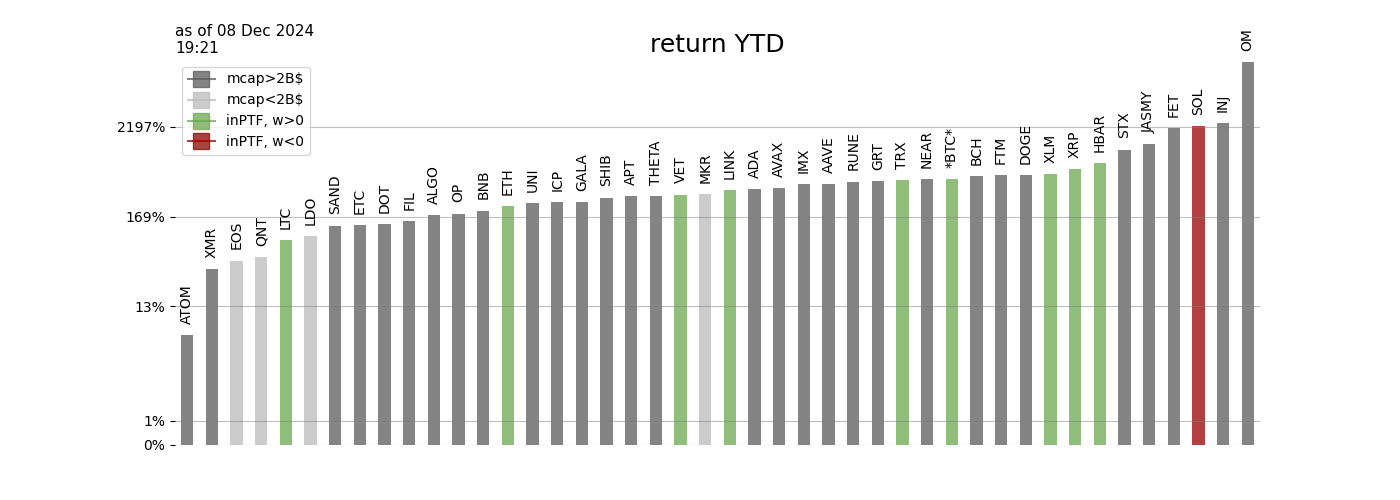 as of 08 Dec 2024
19:21
return YTD
mcap>2B$
mcap<2B$
inPTF, w>0
inPTF, w<0
2197%
169%
13%
1%
0%
ATOM
XMR
EOS
QNT
LTC
LDO
SAND
ETC
DOT
FIL
ALGO
OP
BNB
ETH
UNI
ICP
GALA
SHIB
APT
THETA
VET
MKR
LINK
ADA
AVAX
IMX
AAVE
RUNE
GRT
TRX
NEAR
*BTC*
BCH
FTM
DOGE
XLM
XRP
HBAR
STX
JASMY
FET
SOL
INJ
OM